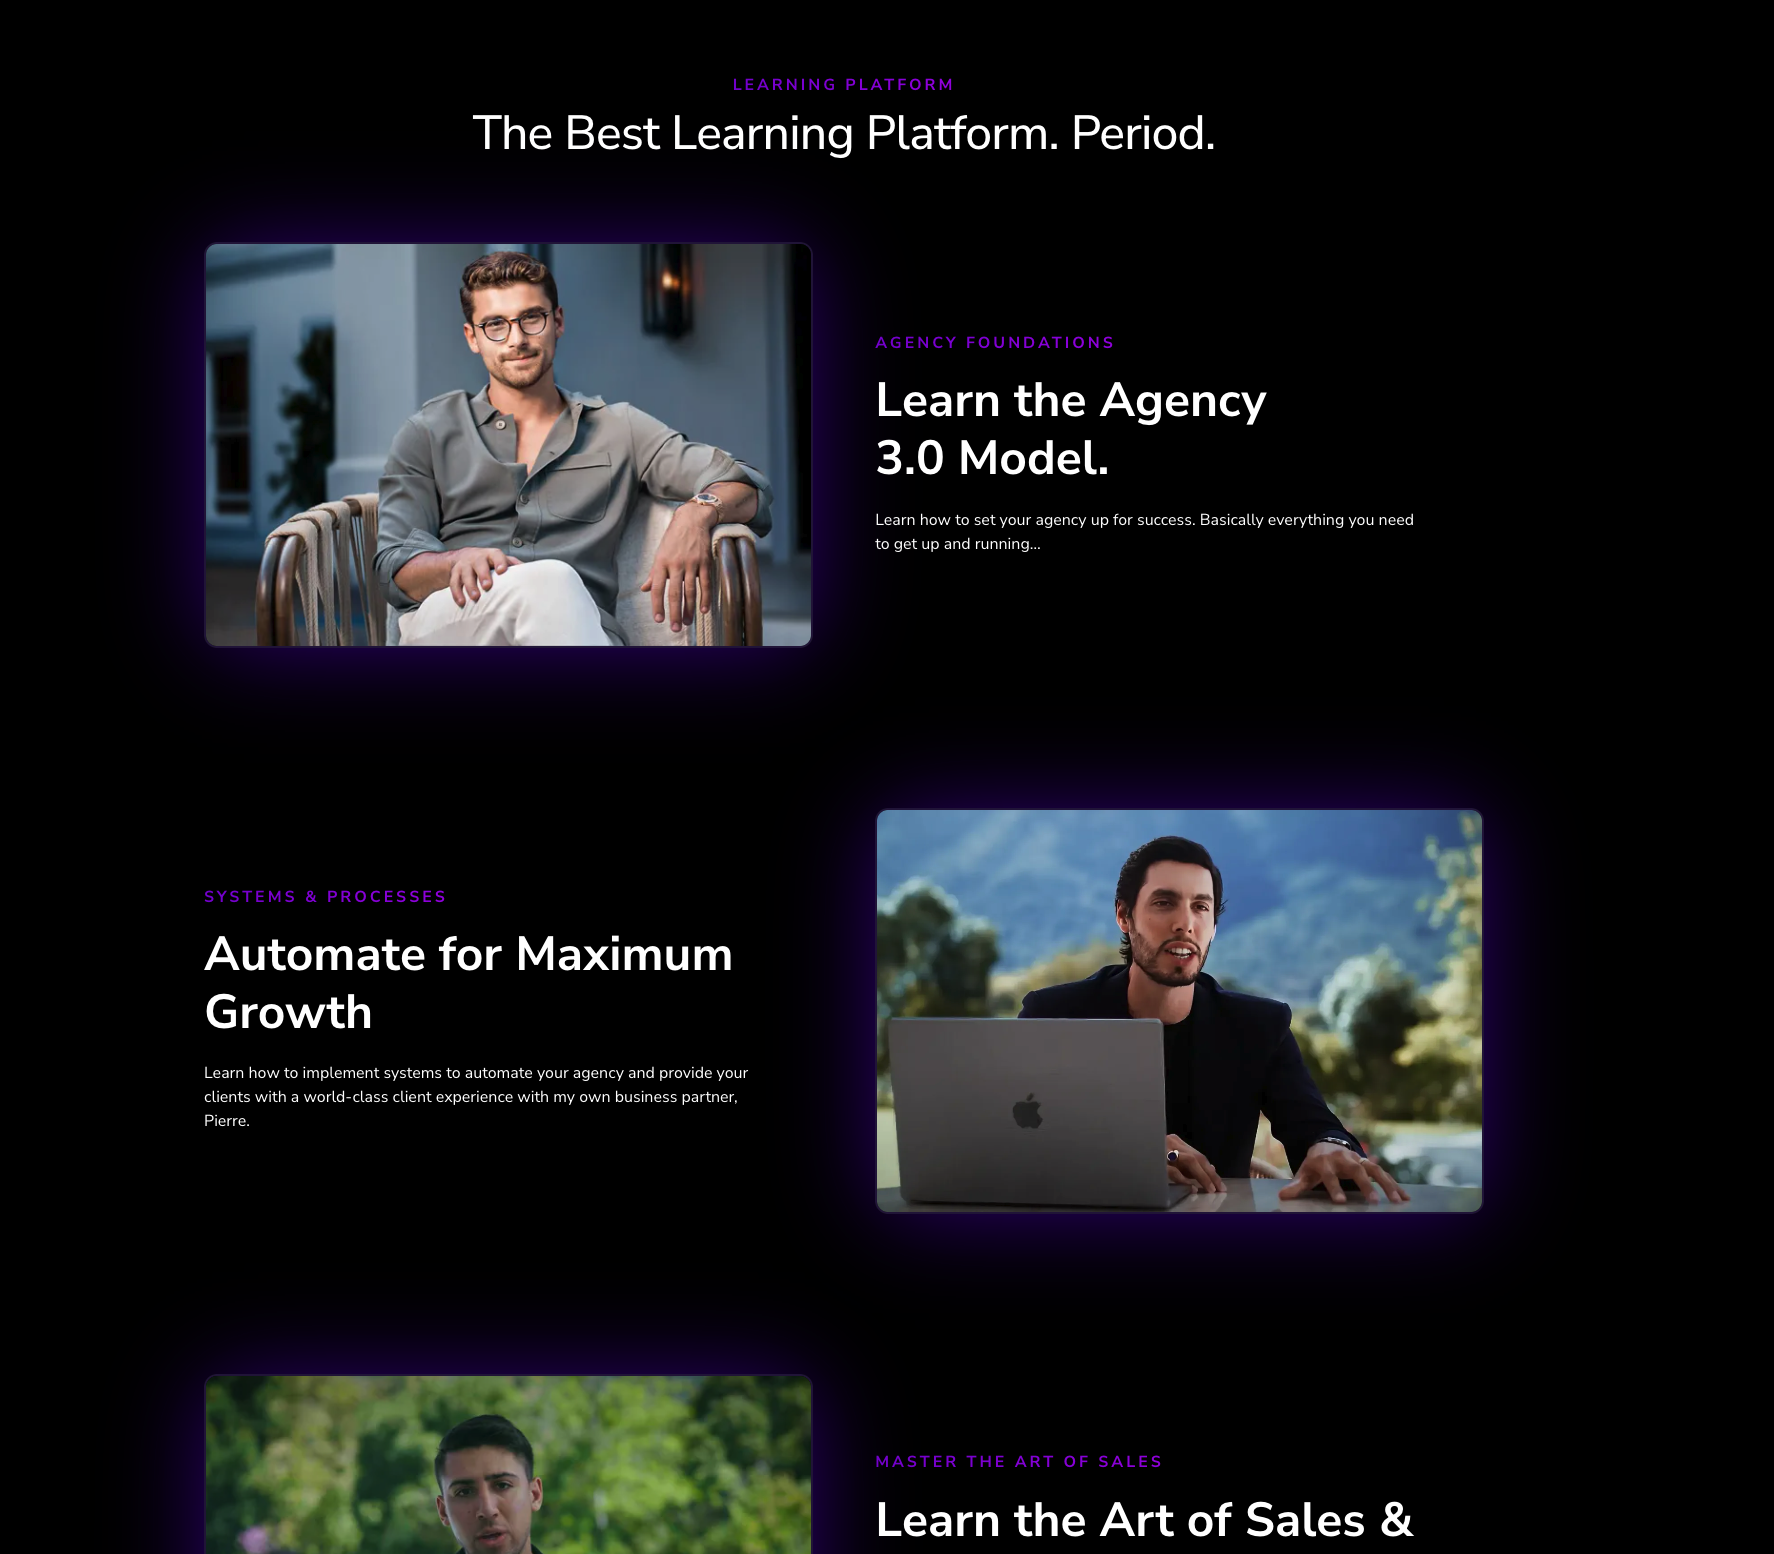 LEARNING PLATFORM
The Best Learning Platform. Period.
AGENCY FOUNDATIONS
Learn the Agency
3.0 Model.
Learn how to set your agency up for success. Basically everything you need
to get up and running...
SYSTEMS & PROCESSES
Automate for Maximum
Growth
Learn how to implement systems to automate your agency and provide your
clients with a world-class client experience with my own business partner,
Pierre.
MASTER THE ART OF SALES
Learn the Art of Sales &